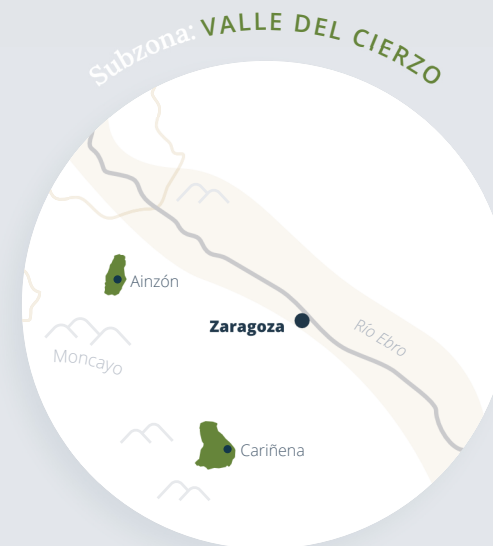 Subzona: VALLE DEL CIERZO
Ainzón
Zaragoza
Río Ebro
Moncayo
Cariñena